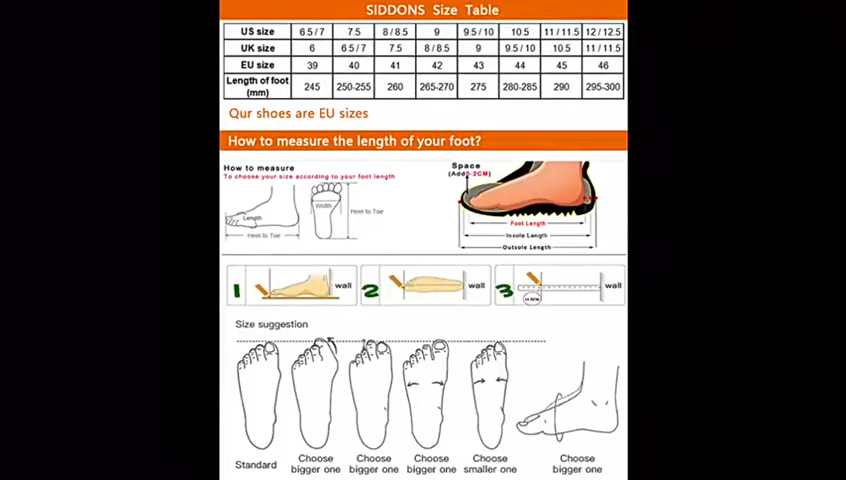 SIDDONS Size Table
US size 6.5/7 7.5 8/8.5 9 9.5/10 10.5 11/11.5 12/12.5
UK size 6 6.5/7 7.5 8/8.5 9 9.5/10 10.5 11/11.5
EU size 39 40 41 42 43 44 45 46
Length of foot (mm) 245 250-255 260 265-270 275 280-285 290 295-300
Qur shoes are EU sizes
How to measure the length of your foot?
How to measure
To choose your size according to your foot length
Length
Heel to Toe
Width
Heel to Toe
Space
(Add0-2CM)
Foot Length
Insole Length
Outsole Length
1 wall
2 wall
3 wall
Size suggestion
Standard
Choose bigger one
Choose bigger one
Choose bigger one
Choose smaller one
Choose bigger one